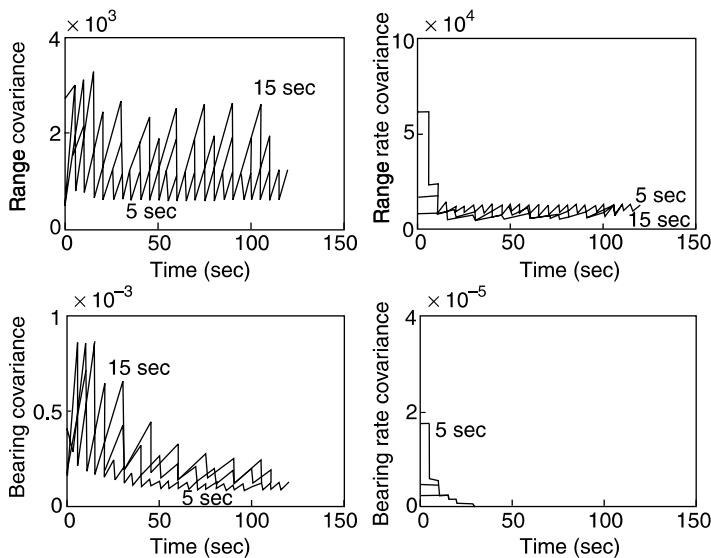 × 10³
4
2
0
Range covariance
15 sec
5 sec
0 50 100 150
Time (sec)
× 10⁴
10
5
0
Range rate covariance
5 sec
15 sec
0 50 100 150
Time (sec)
× 10⁻³
1
0.5
0
Bearing covariance
15 sec
5 sec
0 50 100 150
Time (sec)
× 10⁻⁵
4
2
0
Bearing rate covariance
5 sec
0 50 100 150
Time (sec)